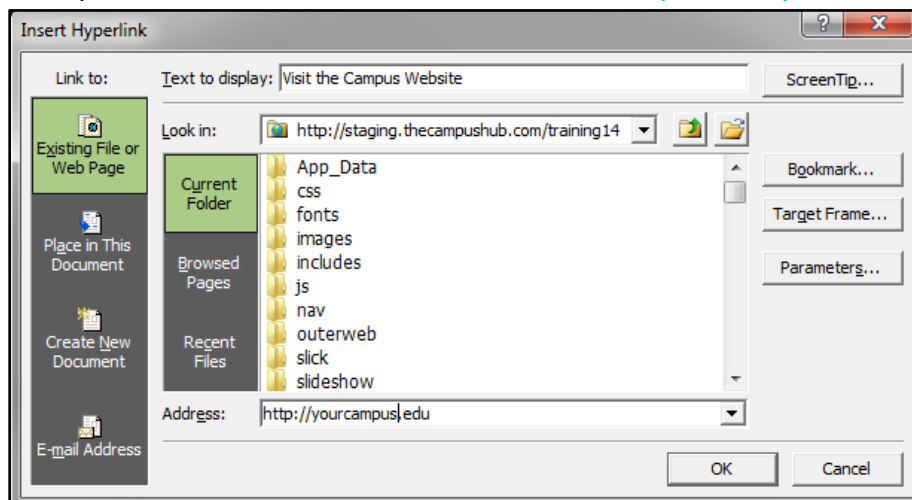 Insert Hyperlink
Link to:
Text to display: Visit the Campus Website
ScreenTip...
Existing File or
Web Page
Look in: http://staging.thecampushub.com/training14
Current
Folder
Browsed
Pages
Recent
Files
App_Data
css
fonts
images
includes
js
nav
outerweb
slick
slideshow
Bookmark...
Target Frame...
Parameters...
Place in This
Document
Create New
Document
E-mail Address
Address: http://yourcampus.edu
OK
Cancel